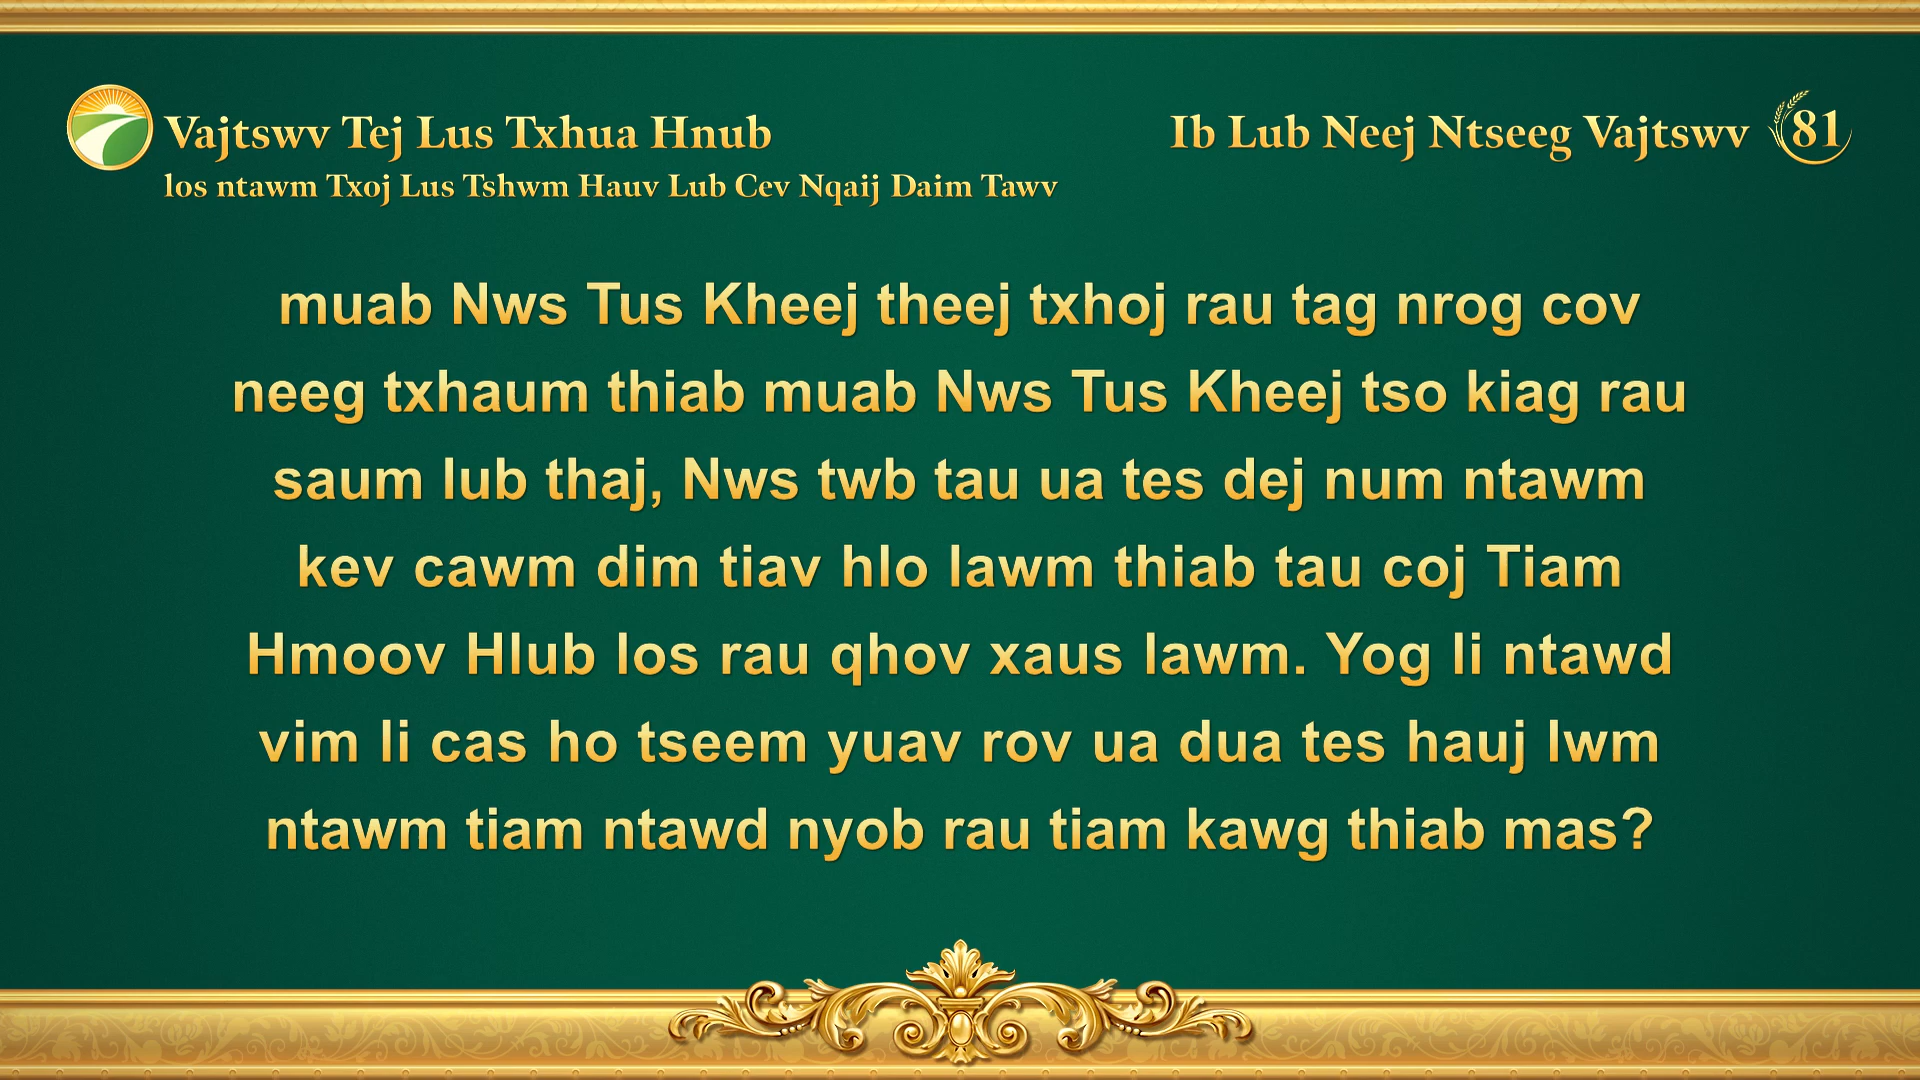 Vajtswv Tej Lus Txhua Hnub
los ntawm Txoj Lus Tshwm Hauv Lub Cev Nqaij Daim Tawv
Ib Lub Neej Ntseeg Vajtswv 81
muab Nws Tus Kheej theej txhoj rau tag nrog cov
neeg txhaum thiab muab Nws Tus Kheej tso kiag rau
saum lub thaj, Nws twb tau ua tes dej num ntawm
kev cawm dim tiav hlo lawm thiab tau coj Tiam
Hmoov Hlub los rau qhov xaus lawm. Yog li ntawd
vim li cas ho tseem yuav rov ua dua tes hauj lwm
ntawm tiam ntawd nyob rau tiam kawg thiab mas?